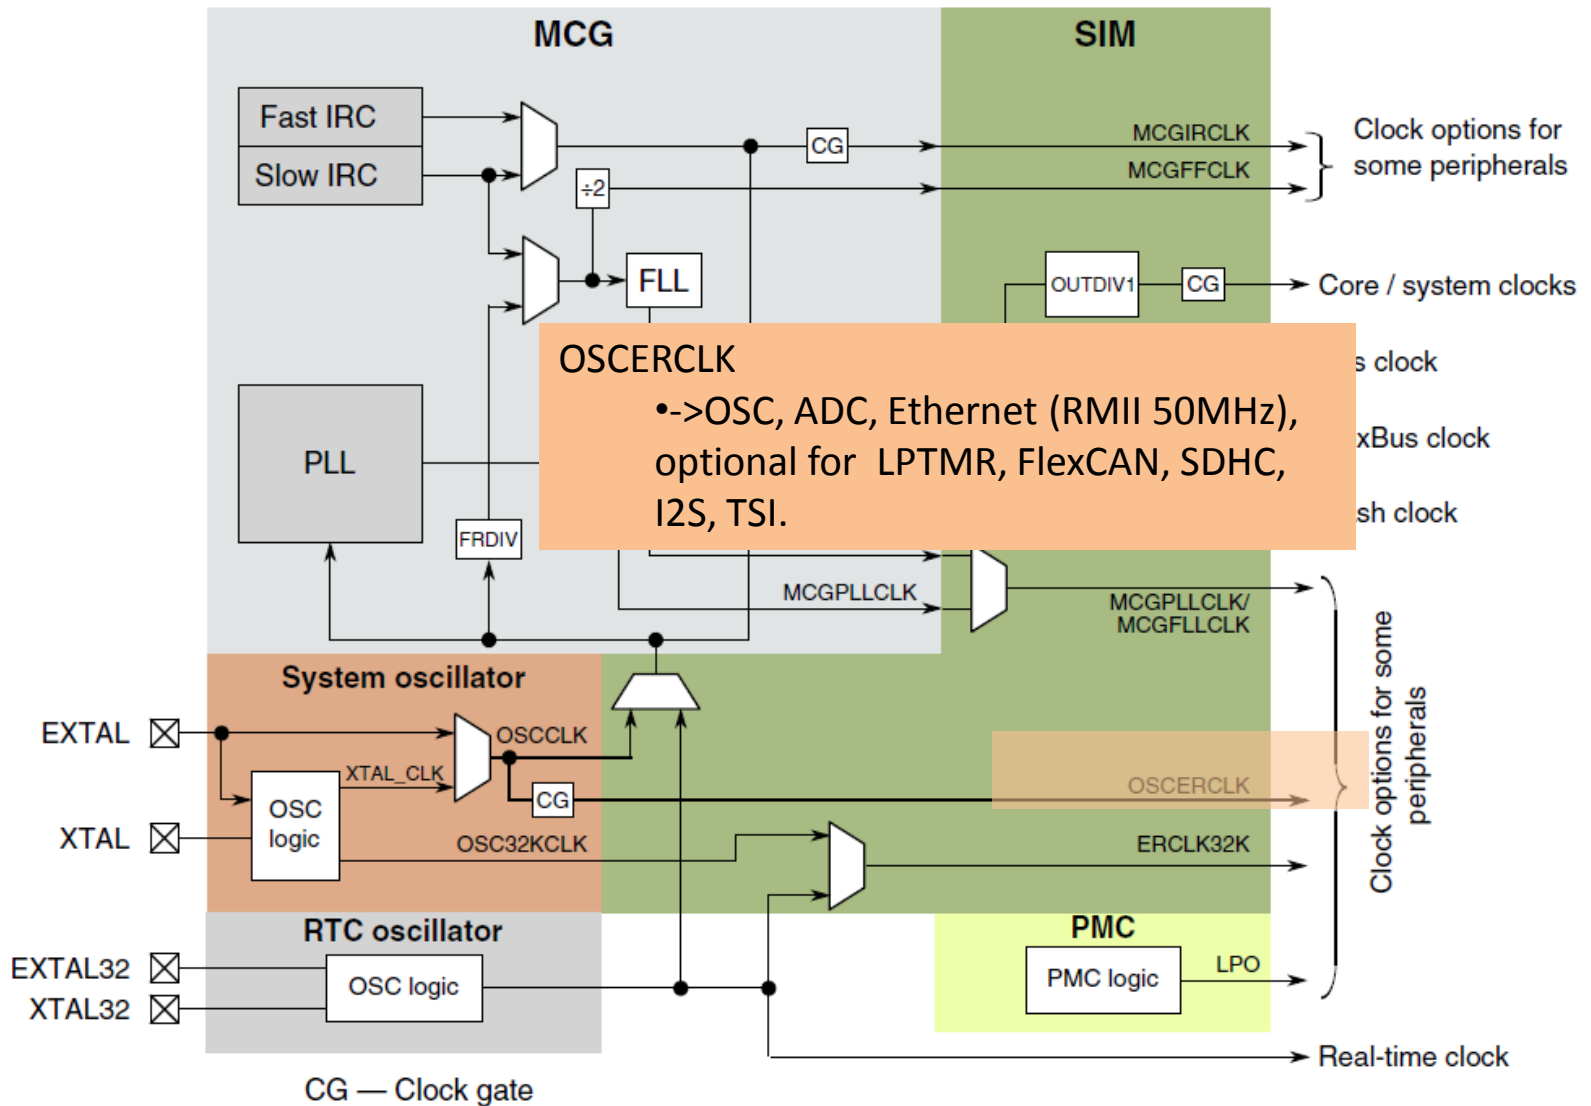 MCG
SIM
Fast IRC
Slow IRC
CG
MCGIRCLK
MCGFFCLK
Clock options for
some peripherals
÷2
FLL
OUTDIV1
CG
Core / system clocks
OSCERCLK
•->OSC, ADC, Ethernet (RMII 50MHz),
optional for LPTMR, FlexCAN, SDHC,
I2S, TSI.
s clock
xBus clock
sh clock
PLL
FRDIV
MCGPLLCLK
MCGPLLCLK/
MCGFLLCLK
Clock options for some
peripherals
System oscillator
EXTAL
OSCCLK
XTAL_CLK
OSC
logic
CG
OSCERCLK
XTAL
OSC32KCLK
ERCLK32K
RTC oscillator
PMC
EXTAL32
XTAL32
OSC logic
PMC logic
LPO
Real-time clock
CG — Clock gate